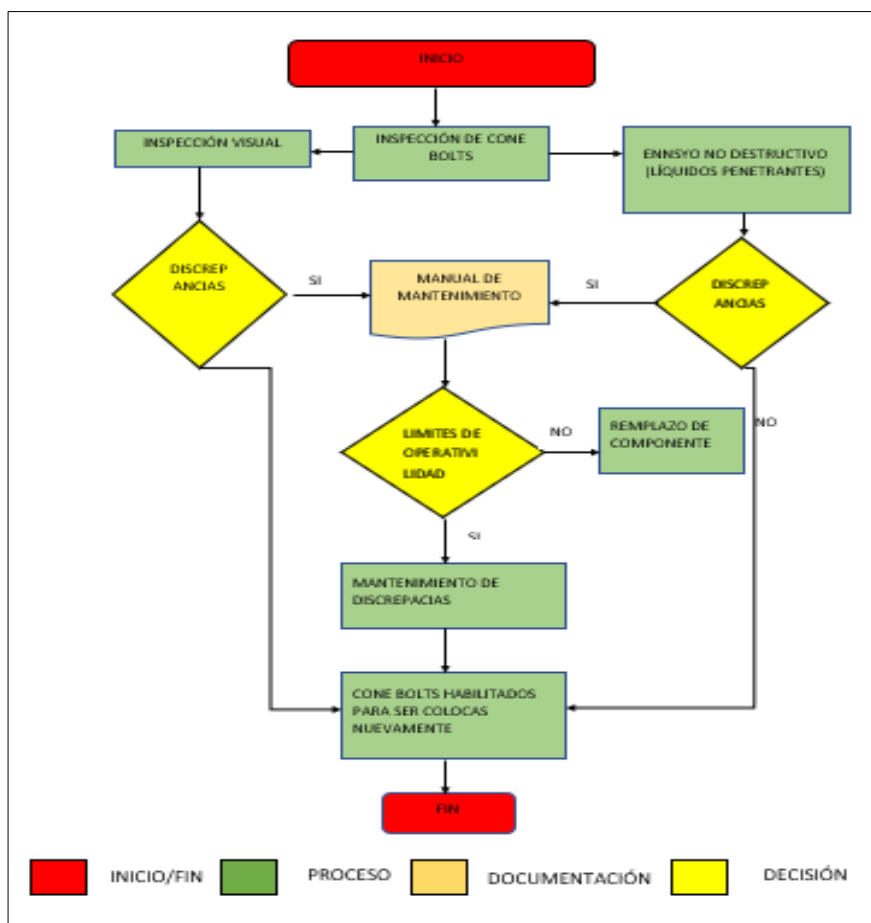 INICIO
INSPECCIÓN VISUAL
INSPECCIÓN DE CONE
BOLTS
ENNSYO NO DESTRUCTIVO
(LÍQUIDOS PENETRANTES)
DISCREP
ANCIAS
SI
MANUAL DE
MANTENIMIENTO
SI
DISCREP
ANCIAS
LIMITES DE
OPERATIVI
LIDAD
NO
REMPLAZO DE
COMPONENTE
NO
SI
MANTENIMIENTO DE
DISCREPACIAS
CONE BOLTS HABILITADOS
PARA SER COLOCAS
NUEVAMENTE
FIN
INICIO/FIN
PROCESO
DOCUMENTACIÓN
DECISIÓN